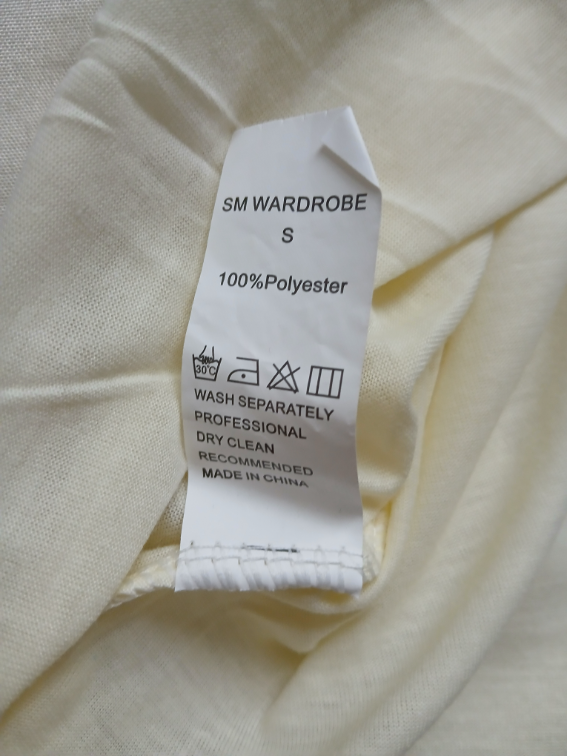 SM WARDROBE
S
100%Polyester
30°C
WASH SEPARATELY
PROFESSIONAL
DRY CLEAN
RECOMMENDED
MADE IN CHINA